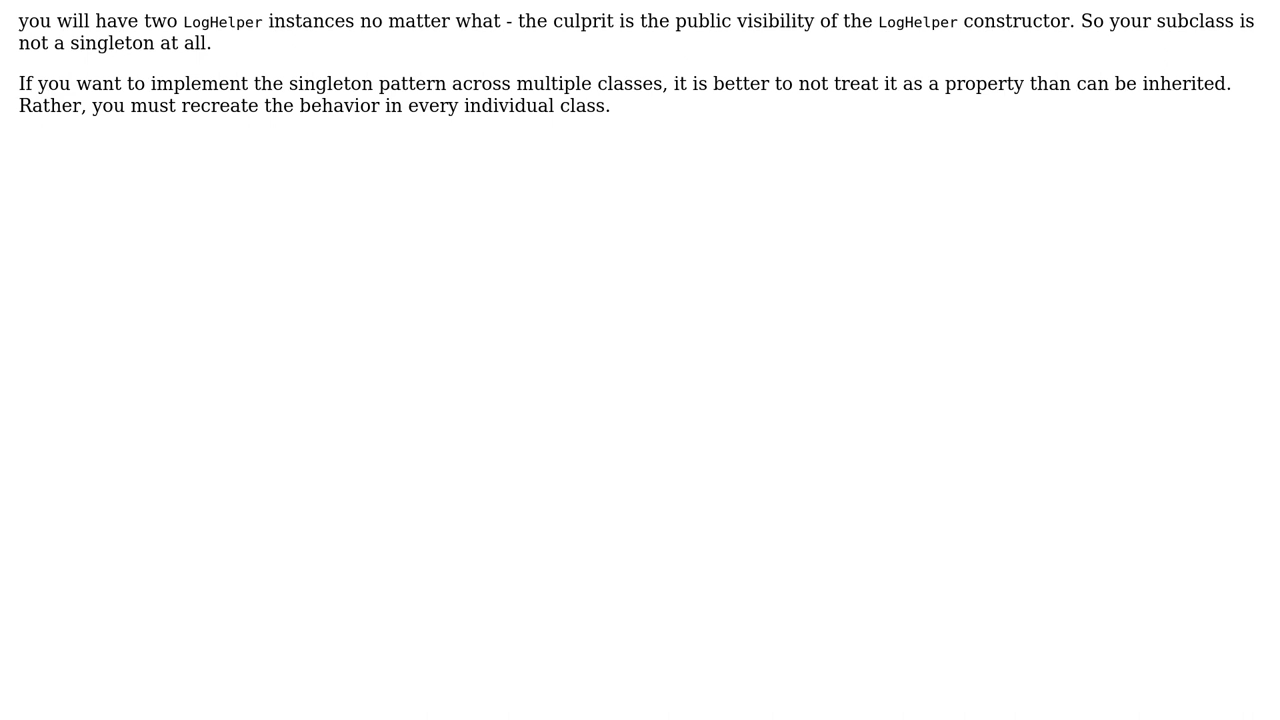 you will have two LogHelper instances no matter what - the culprit is the public visibility of the LogHelper constructor. So your subclass is
not a singleton at all.
If you want to implement the singleton pattern across multiple classes, it is better to not treat it as a property than can be inherited.
Rather, you must recreate the behavior in every individual class.